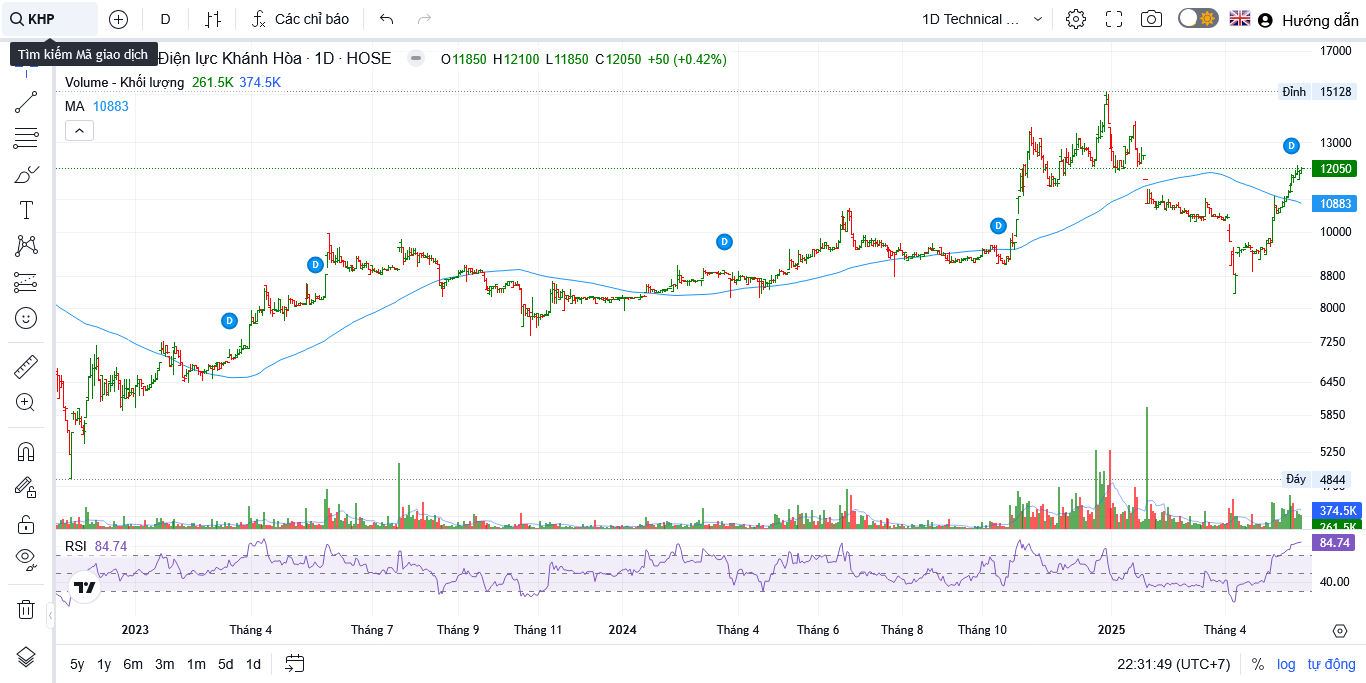 KHP
D
Các chỉ báo
1D Technical ...
Hướng dẫn
Tìm kiếm Mã giao dịch
Điện lực Khánh Hòa · 1D · HOSE
O11850 H12100 L11850 C12050 +50 (+0.42%)
Volume - Khối lượng 261.5K 374.5K
MA 10883
17000
Đỉnh 15128
13000
D
12050
10883
D
10000
D
D
8800
8000
D
7250
6450
5850
5250
Đáy 4844
374.5K
261.5K
RSI 84.74
84.74
40.00
2023 Tháng 4 Tháng 7 Tháng 9 Tháng 11 2024 Tháng 4 Tháng 6 Tháng 8 Tháng 10 2025 Tháng 4
5y 1y 6m 3m 1m 5d 1d
22:31:49 (UTC+7) % log tự động